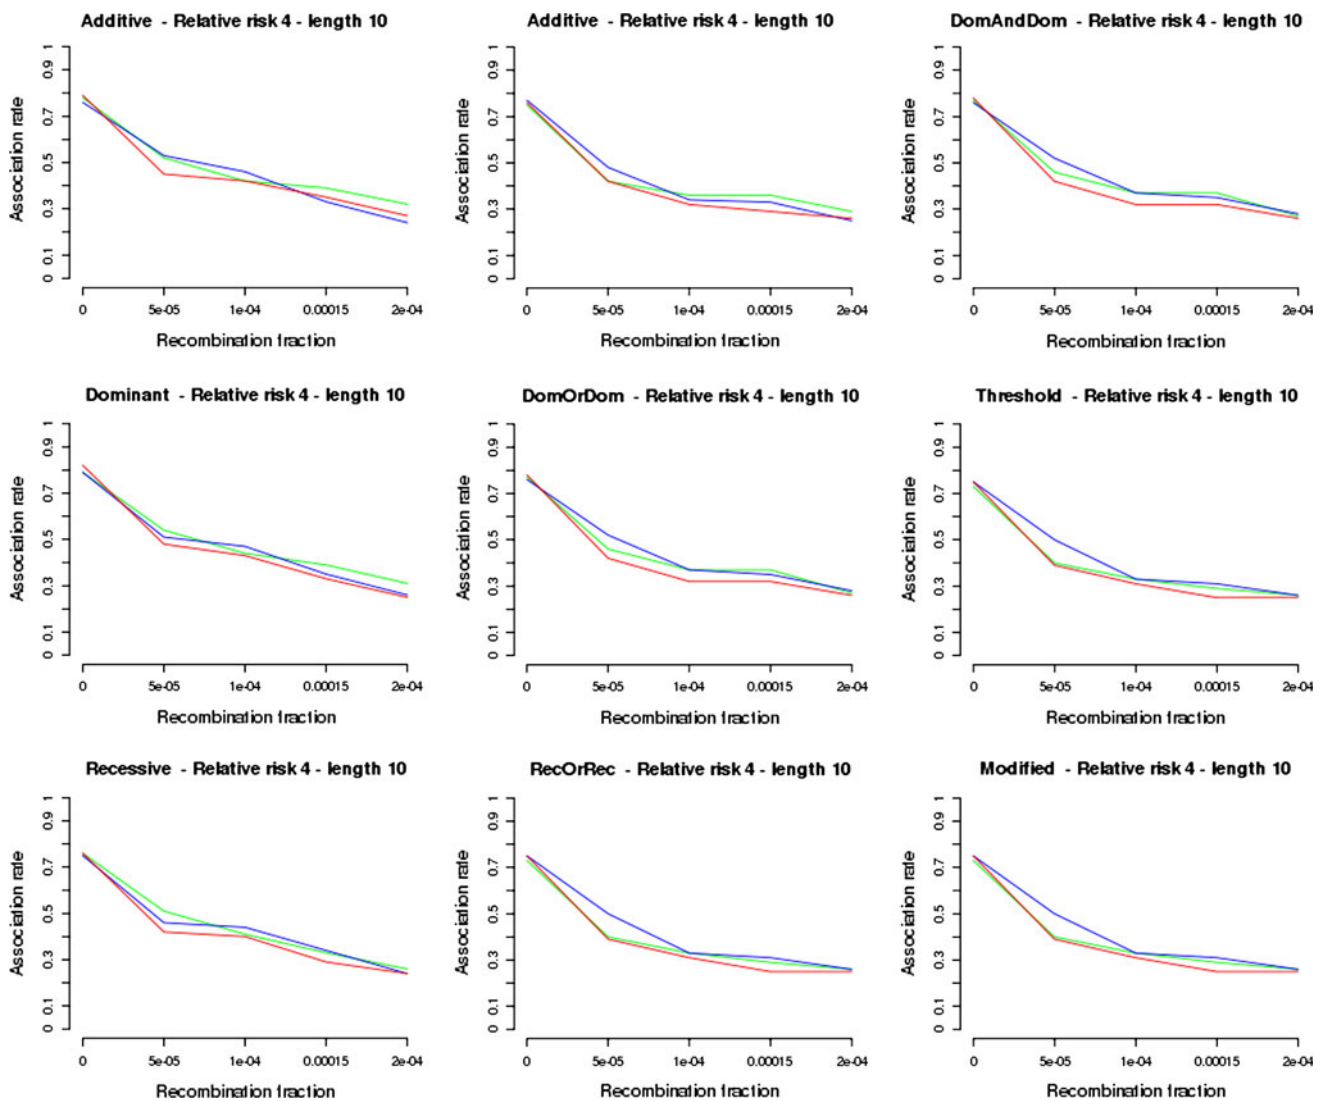 Additive - Relative risk 4 - length 10
Additive - Relative risk 4 - length 10
DomAndDom - Relative risk 4 - length 10
Association rate
0 0.1 0.3 0.5 0.7 0.9 1
0 5e-05 1e-04 0.00015 2e-04
Recombination fraction
Association rate
0 0.1 0.3 0.5 0.7 0.9 1
0 5e-05 1e-04 0.00015 2e-04
Recombination fraction
Association rate
0 0.1 0.3 0.5 0.7 0.9 1
0 5e-05 1e-04 0.00015 2e-04
Recombination fraction
Dominant - Relative risk 4 - length 10
DomOrDom - Relative risk 4 - length 10
Threshold - Relative risk 4 - length 10
Association rate
0 0.1 0.3 0.5 0.7 0.9 1
0 5e-05 1e-04 0.00015 2e-04
Recombination fraction
Association rate
0 0.1 0.3 0.5 0.7 0.9 1
0 5e-05 1e-04 0.00015 2e-04
Recombination fraction
Association rate
0 0.1 0.3 0.5 0.7 0.9 1
0 5e-05 1e-04 0.00015 2e-04
Recombination fraction
Recessive - Relative risk 4 - length 10
RecOrRec - Relative risk 4 - length 10
Modified - Relative risk 4 - length 10
Association rate
0 0.1 0.3 0.5 0.7 0.9 1
0 5e-05 1e-04 0.00015 2e-04
Recombination fraction
Association rate
0 0.1 0.3 0.5 0.7 0.9 1
0 5e-05 1e-04 0.00015 2e-04
Recombination fraction
Association rate
0 0.1 0.3 0.5 0.7 0.9 1
0 5e-05 1e-04 0.00015 2e-04
Recombination fraction